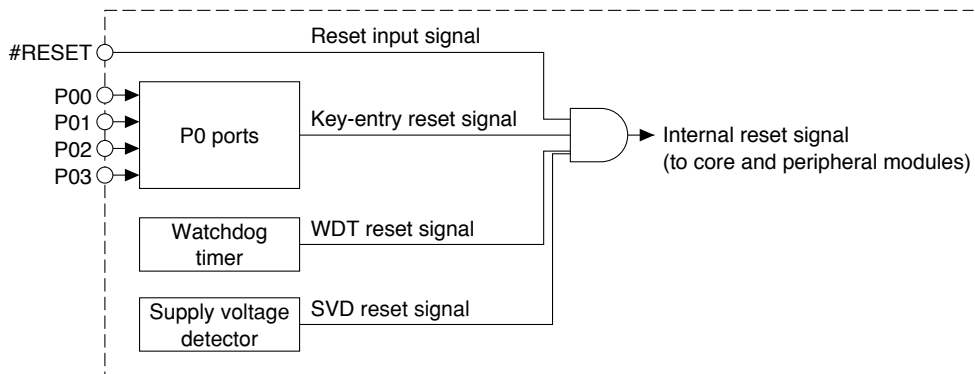 Reset input signal
#RESET
P00
P01
P02
P03
P0 ports
Key-entry reset signal
Internal reset signal
(to core and peripheral modules)
Watchdog
timer
WDT reset signal
Supply voltage
detector
SVD reset signal